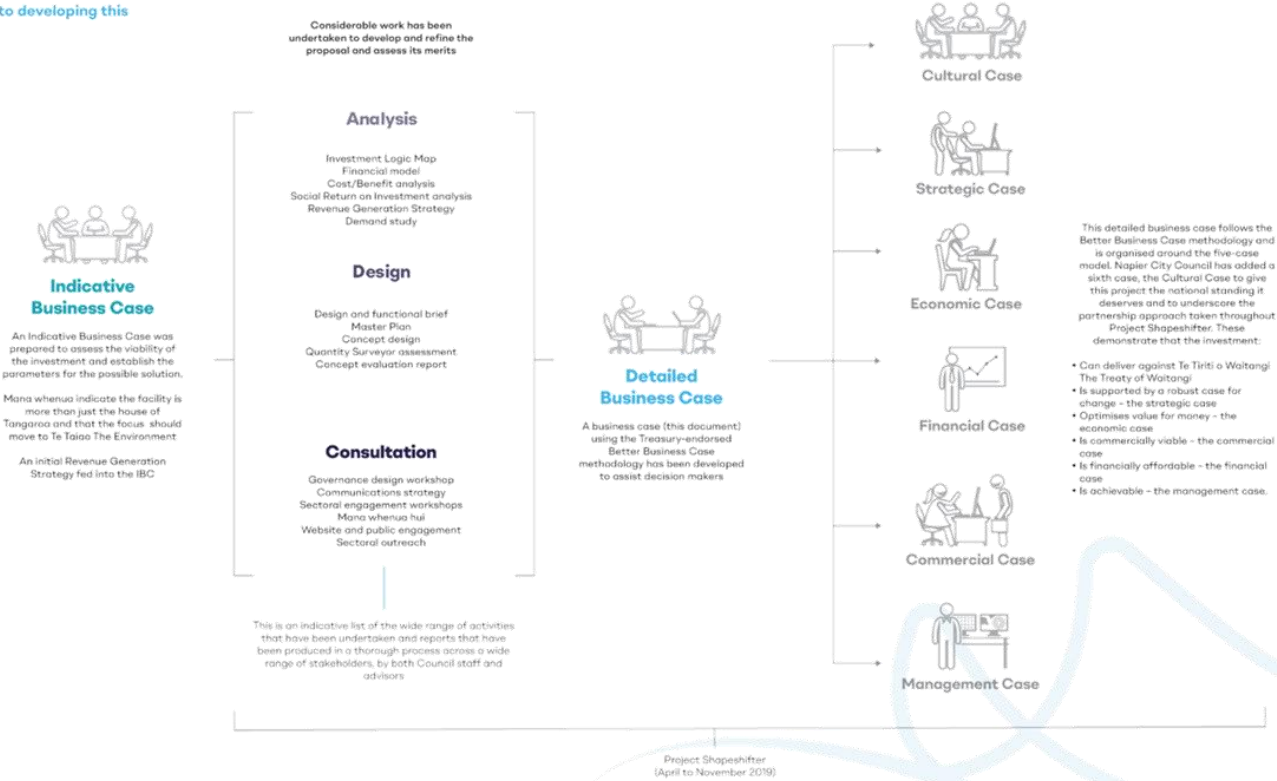 to developing this
Considerable work has been
undertaken to develop and refine the
proposal and assess its merits
Analysis
Investment Logic Map
Financial model
Cost/Benefit analysis
Social Return on Investment analysis
Revenue Generation Strategy
Demand study
Design
Design and functional brief
Master Plan
Concept design
Quantity Surveyor assessment
Concept evaluation report
Consultation
Governance design workshop
Communications strategy
Sectoral engagement workshops
Mana whenua hui
Website and public engagement
Sectoral outreach
This is an indicative list of the wide range of activities
that have been undertaken and reports that have
been produced in a thorough process across a wide
range of stakeholders, by both Council staff and
advisors
Indicative
Business Case
An Indicative Business Case was
prepared to assess the viability of
the investment and establish the
parameters for the possible solution.
Mana whenua indicate the facility is
more than just the house of
Tangaroa and that the focus should
move to Te Taiao The Environment
An initial Revenue Generation
Strategy fed into the IBC
Detailed
Business Case
A business case (this document)
using the Treasury-endorsed
Better Business Case
methodology has been developed
to assist decision makers
Cultural Case
Strategic Case
Economic Case
Financial Case
Commercial Case
Management Case
This detailed business case follows the
Better Business Case methodology and
is organised around the five-case
model. Napier City Council has added a
sixth case, the Cultural Case to give
this project the national standing it
deserves and to underscore the
partnership approach taken throughout
Project Shapeshifter. These
demonstrate that the investment:
• Can deliver against Te Tiriti o Waitangi
The Treaty of Waitangi
• Is supported by a robust case for
change – the strategic case
• Optimises value for money – the
economic case
• Is commercially viable – the commercial
case
• Is financially affordable – the financial
case
• Is achievable – the management case.
Project Shapeshifter
(April to November 2019)